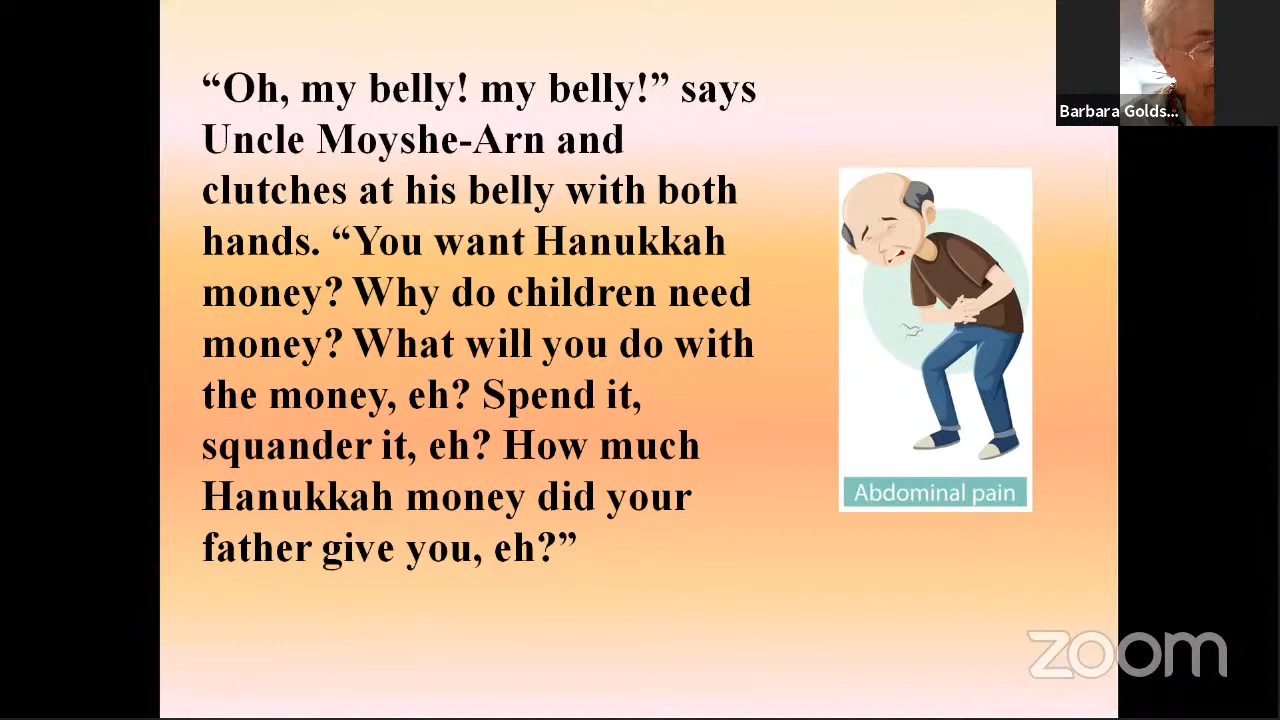 “Oh, my belly! my belly!” says
Uncle Moyshe-Arn and
clutches at his belly with both
hands. “You want Hanukkah
money? Why do children need
money? What will you do with
the money, eh? Spend it,
squander it, eh? How much
Hanukkah money did your
father give you, eh?”
Abdominal pain
Barbara Golds...
zoom